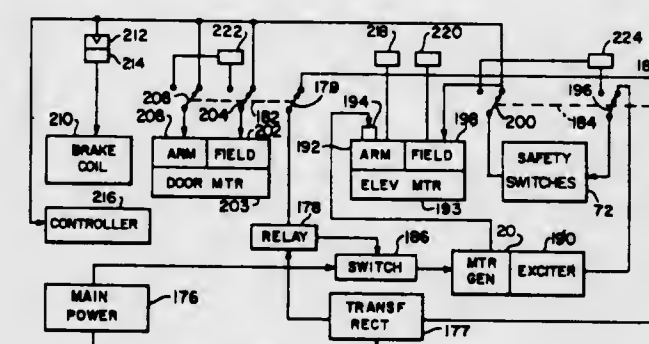 212
214
222
218
220
224
18
208
204
182
179
194
196
200
184
206
202
192
198
210
BRAKE COIL
ARM
FIELD
DOOR MTR
203
ARM
FIELD
ELEV MTR
193
SAFETY SWITCHES
72
216
CONTROLLER
178
RELAY
186
SWITCH
20
190
MTR GEN
EXCITER
MAIN POWER
176
TRANSF RECT
177